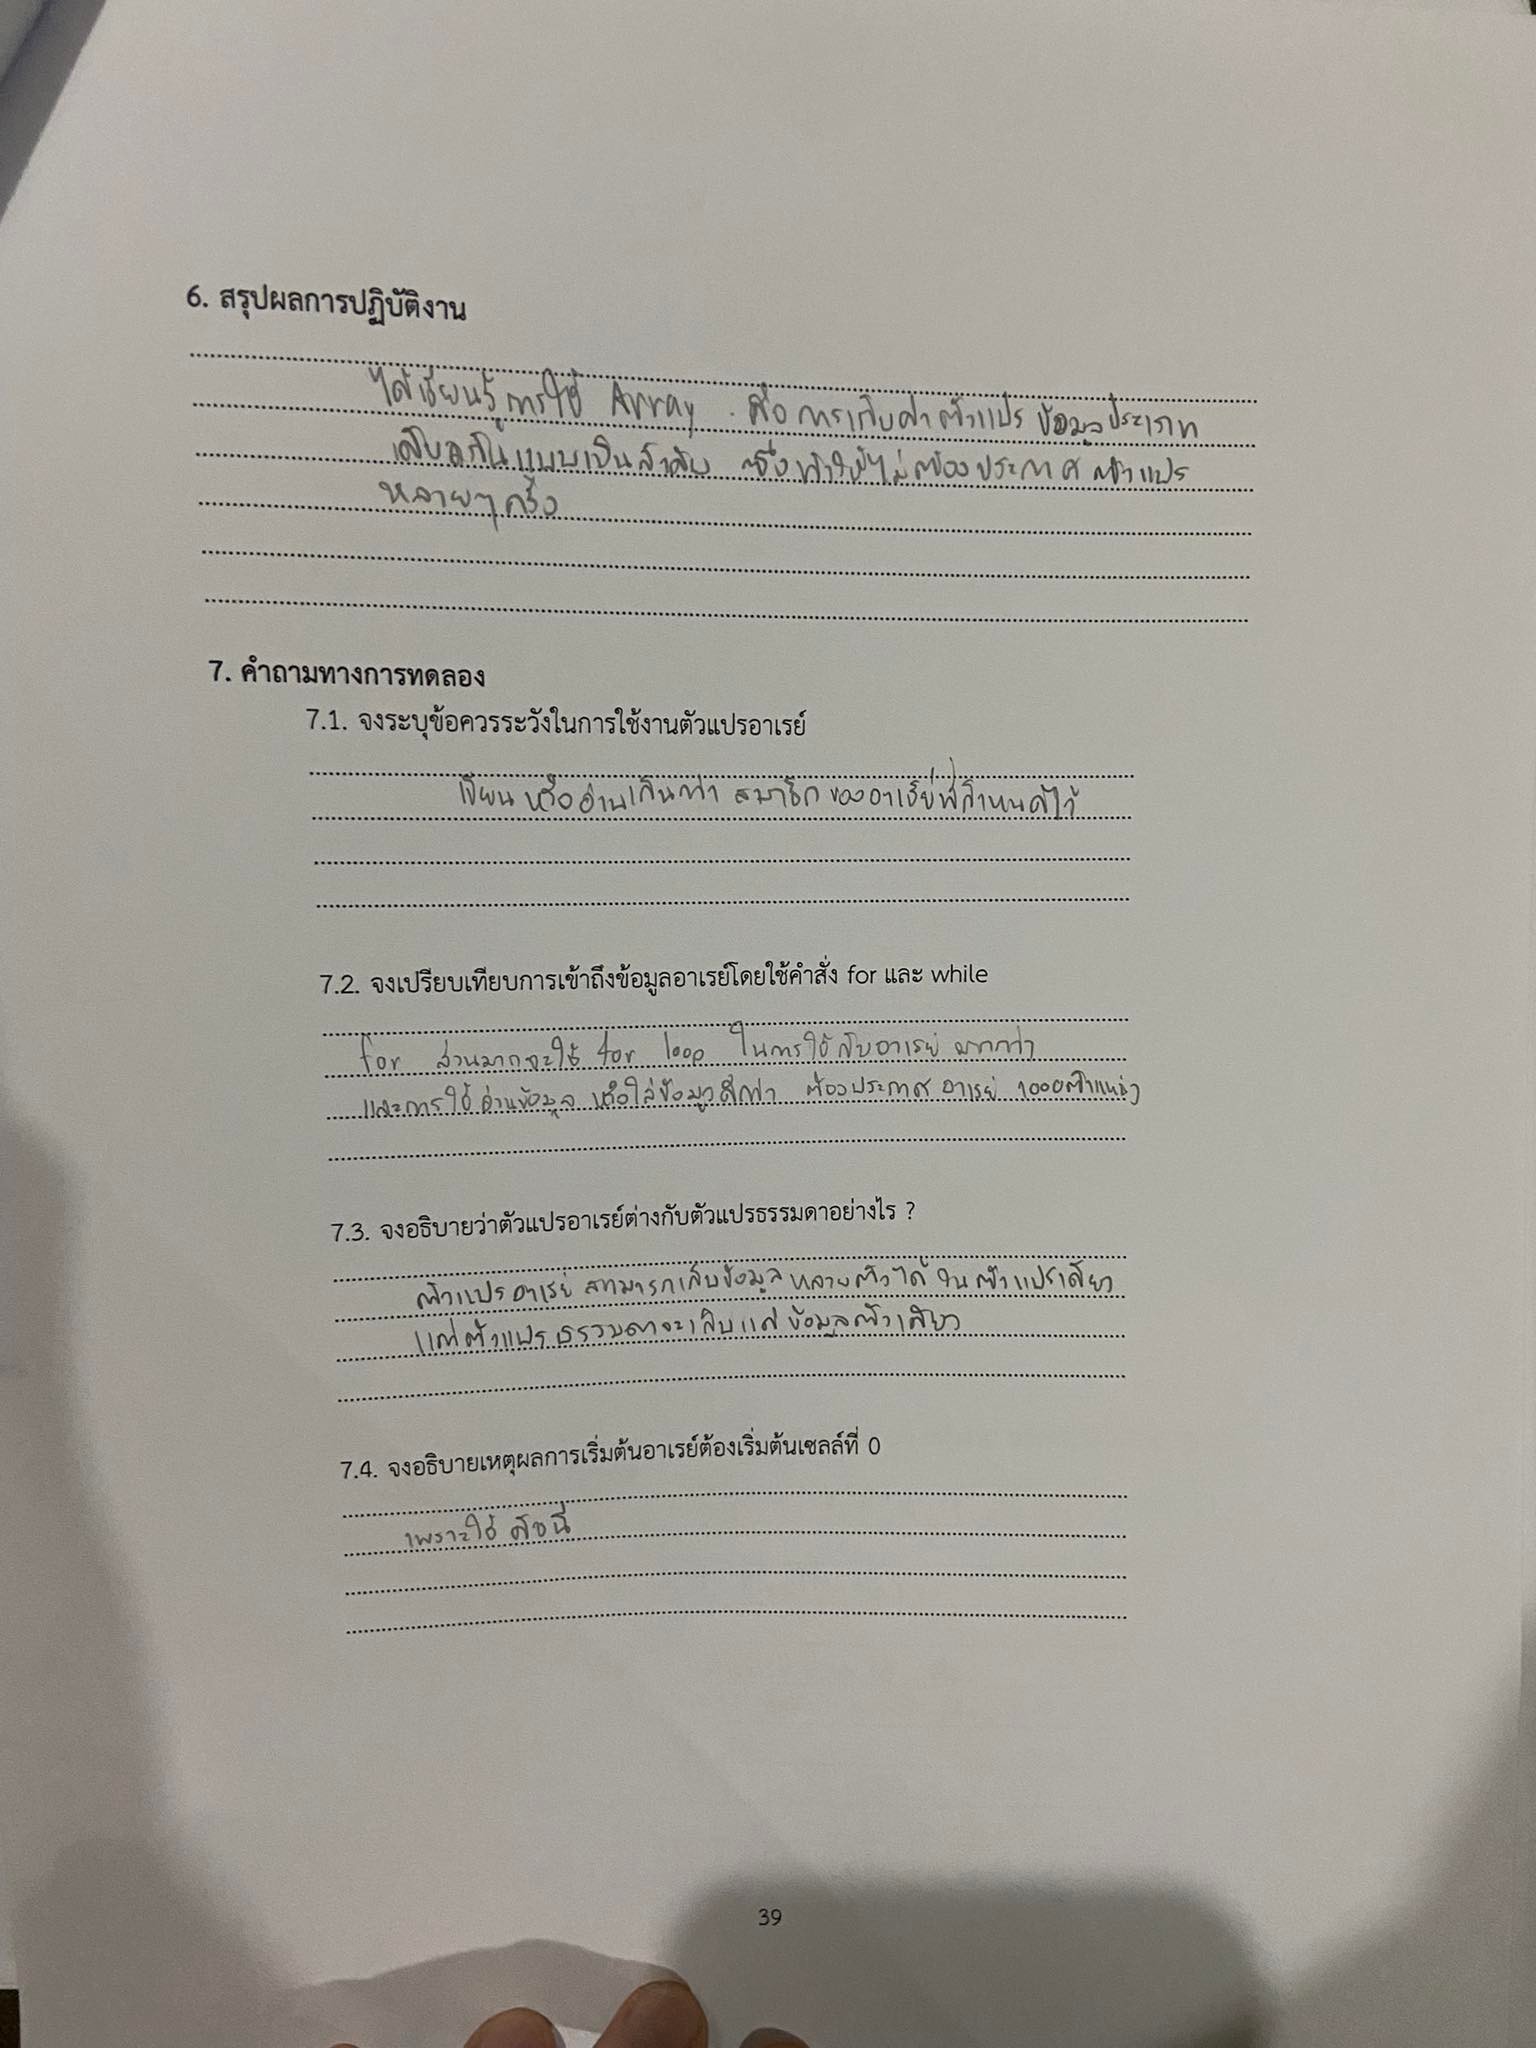 6. สรุปผลการปฏิบัติงาน
ได้เรียนรู้การใช้ Array . คือ การเก็บค่าตัวแปร ข้อมูลประเภท
เดียวกันแบบเป็นลำดับ ซึ่งทำให้ไม่ต้องประกาศ ตัวแปร
หลายๆ ครั้ง
7. คำถามทางการทดลอง
7.1. จงระบุข้อควรระวังในการใช้งานตัวแปรอาเรย์
เขียน หรือ อ่าน เกินกว่า สมาชิก ของ อาเรย์ที่กำหนดไว้
7.2. จงเปรียบเทียบการเข้าถึงข้อมูลอาเรย์โดยใช้คำสั่ง for และ while
for ส่วนมากจะใช้ for loop ในการใช้กับอาเรย์ มากกว่า
และการใช้อ่านข้อมูล หรือใส่ข้อมูลดีกว่า ต้องประกาศ อาเรย์ 1000ตำแหน่ง
7.3. จงอธิบายว่าตัวแปรอาเรย์ต่างกับตัวแปรธรรมดาอย่างไร ?
ตัวแปร อาเรย์ สามารถเก็บข้อมูล หลายตัวได้ ในตัวแปรเดียว
แต่ตัวแปร ธรรมดาจะเก็บแค่ ข้อมูลตัวเดียว
7.4. จงอธิบายเหตุผลการเริ่มต้นอาเรย์ต้องเริ่มต้นเซลล์ที่ 0
เพราะใช้ ดัชนี
39